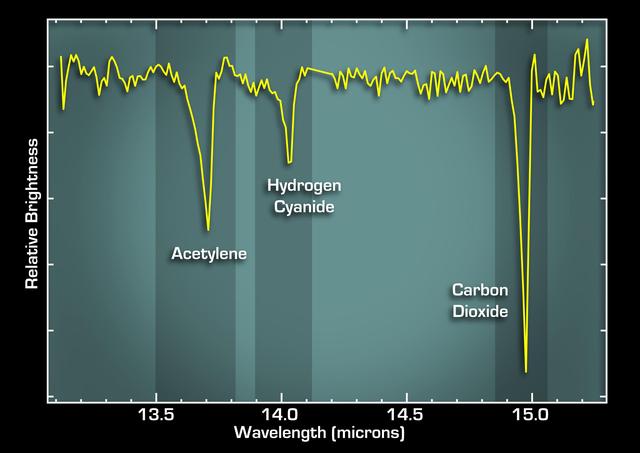 Relative Brightness
Acetylene
Hydrogen
Cyanide
Carbon
Dioxide
13.5 14.0 14.5 15.0
Wavelength (microns)